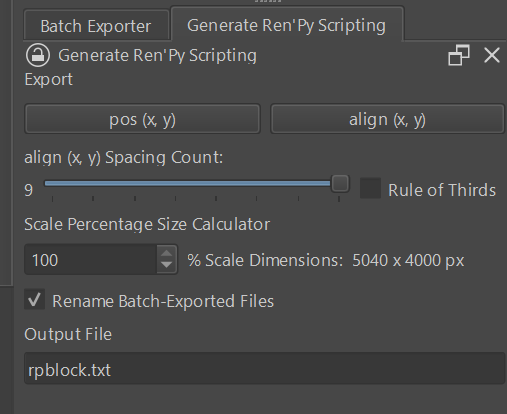 Batch Exporter Generate Ren'Py Scripting
Generate Ren'Py Scripting
Export
pos (x, y) align (x, y)
align (x, y) Spacing Count:
9 Rule of Thirds
Scale Percentage Size Calculator
100 % Scale Dimensions: 5040 x 4000 px
Rename Batch-Exported Files
Output File
rpblock.txt